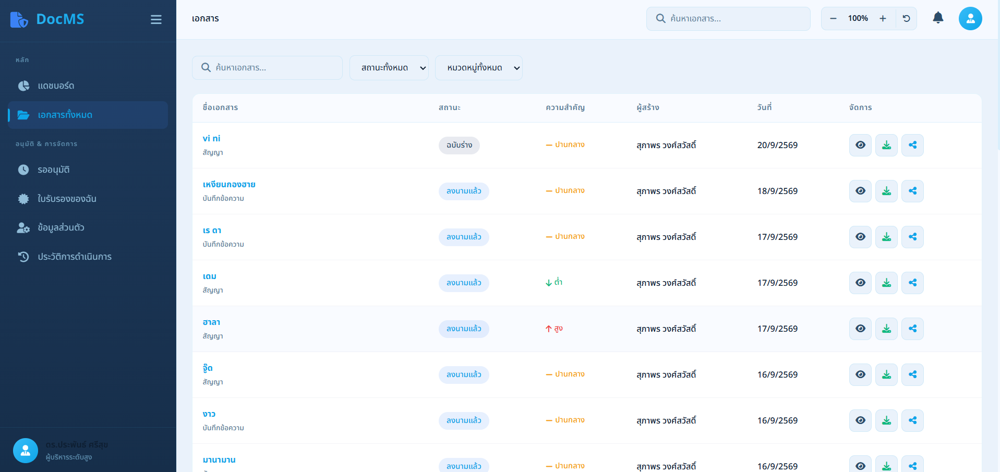 DocMS
หลัก
แดชบอร์ด
เอกสารทั้งหมด
อนุมัติ & การจัดการ
รออนุมัติ
ใบรับรองของฉัน
ข้อมูลส่วนตัว
ประวัติการดำเนินการ
ดร.ประพันธ์ ศรีสุข
ผู้บริหารระดับสูง
เอกสาร
ค้นหาเอกสาร...
100%
ค้นหาเอกสาร...
สถานะทั้งหมด
หมวดหมู่ทั้งหมด
ชื่อเอกสาร สถานะ ความสำคัญ ผู้สร้าง วันที่ จัดการ
vi ni
สัญญา
ฉบับร่าง ปานกลาง สุภาพร วงศ์สวัสดิ์ 20/9/2569
เหงียนกองฮาย
บันทึกข้อความ
ลงนามแล้ว ปานกลาง สุภาพร วงศ์สวัสดิ์ 18/9/2569
เร ดา
บันทึกข้อความ
ลงนามแล้ว ปานกลาง สุภาพร วงศ์สวัสดิ์ 17/9/2569
เดม
สัญญา
ลงนามแล้ว ต่ำ สุภาพร วงศ์สวัสดิ์ 17/9/2569
ฮาลา
สัญญา
ลงนามแล้ว สูง สุภาพร วงศ์สวัสดิ์ 17/9/2569
จู๊ด
สัญญา
ลงนามแล้ว ปานกลาง สุภาพร วงศ์สวัสดิ์ 16/9/2569
งาว
บันทึกข้อความ
ลงนามแล้ว ปานกลาง สุภาพร วงศ์สวัสดิ์ 16/9/2569
มานามาน
ลงนามแล้ว ปานกลาง สุภาพร วงศ์สวัสดิ์ 16/9/2569